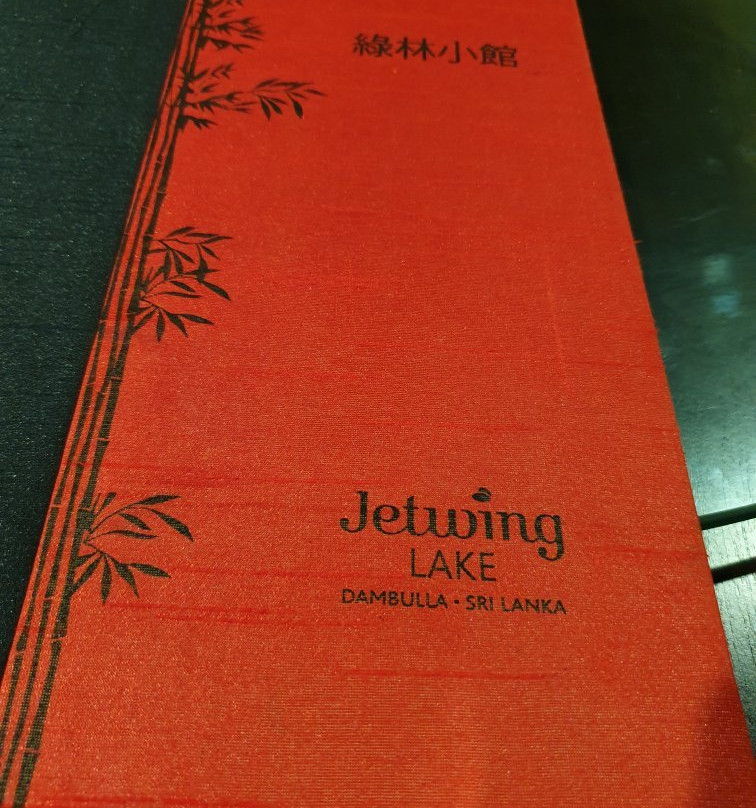 綠林小館
Jetwing
LAKE
DAMBULLA • SRI LANKA